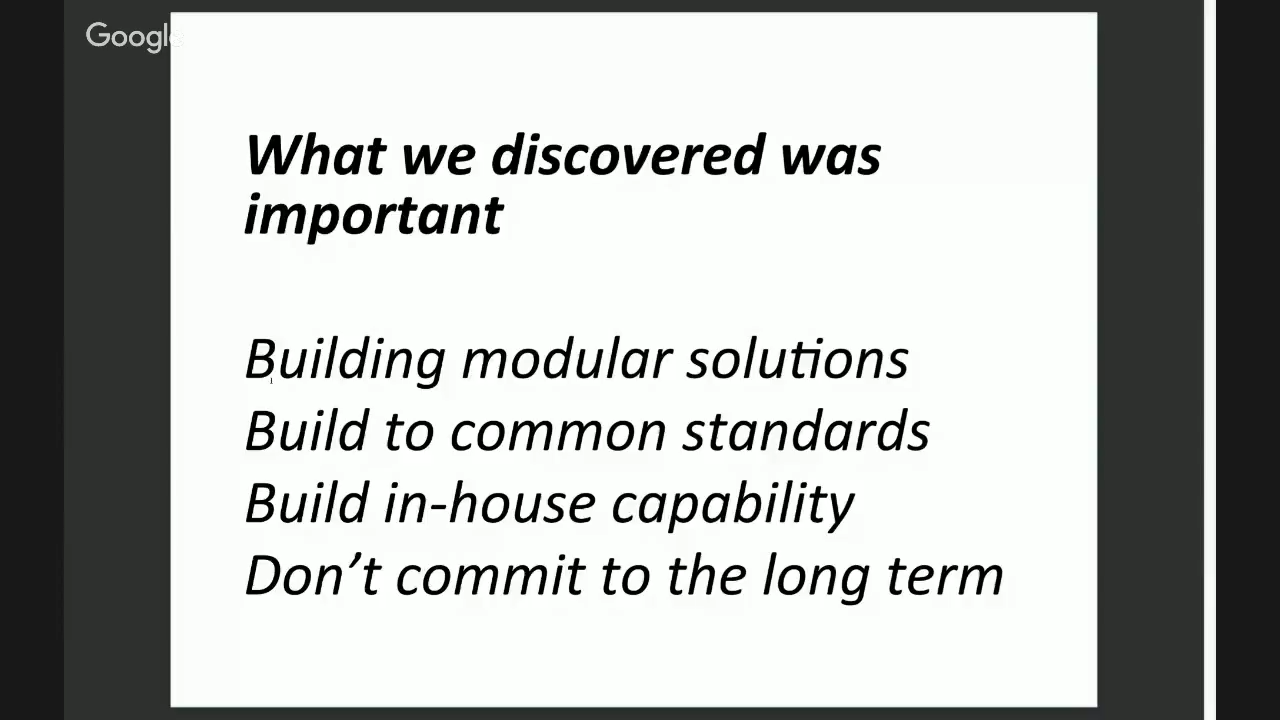 Google
What we discovered was
important
Building modular solutions
Build to common standards
Build in-house capability
Don’t commit to the long term